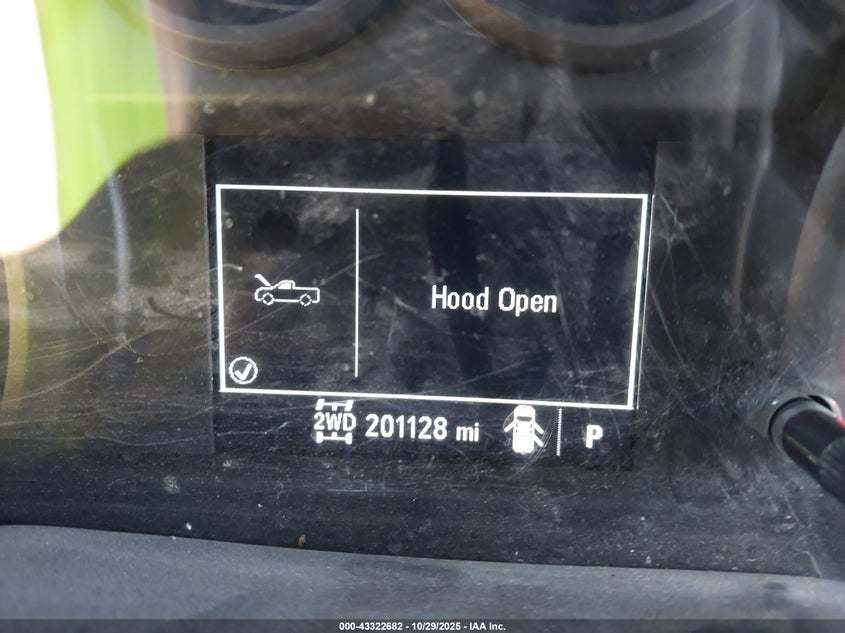 Hood Open
2WD 201128 mi P
000-43322682 - 10/29/2025 - IAA Inc.